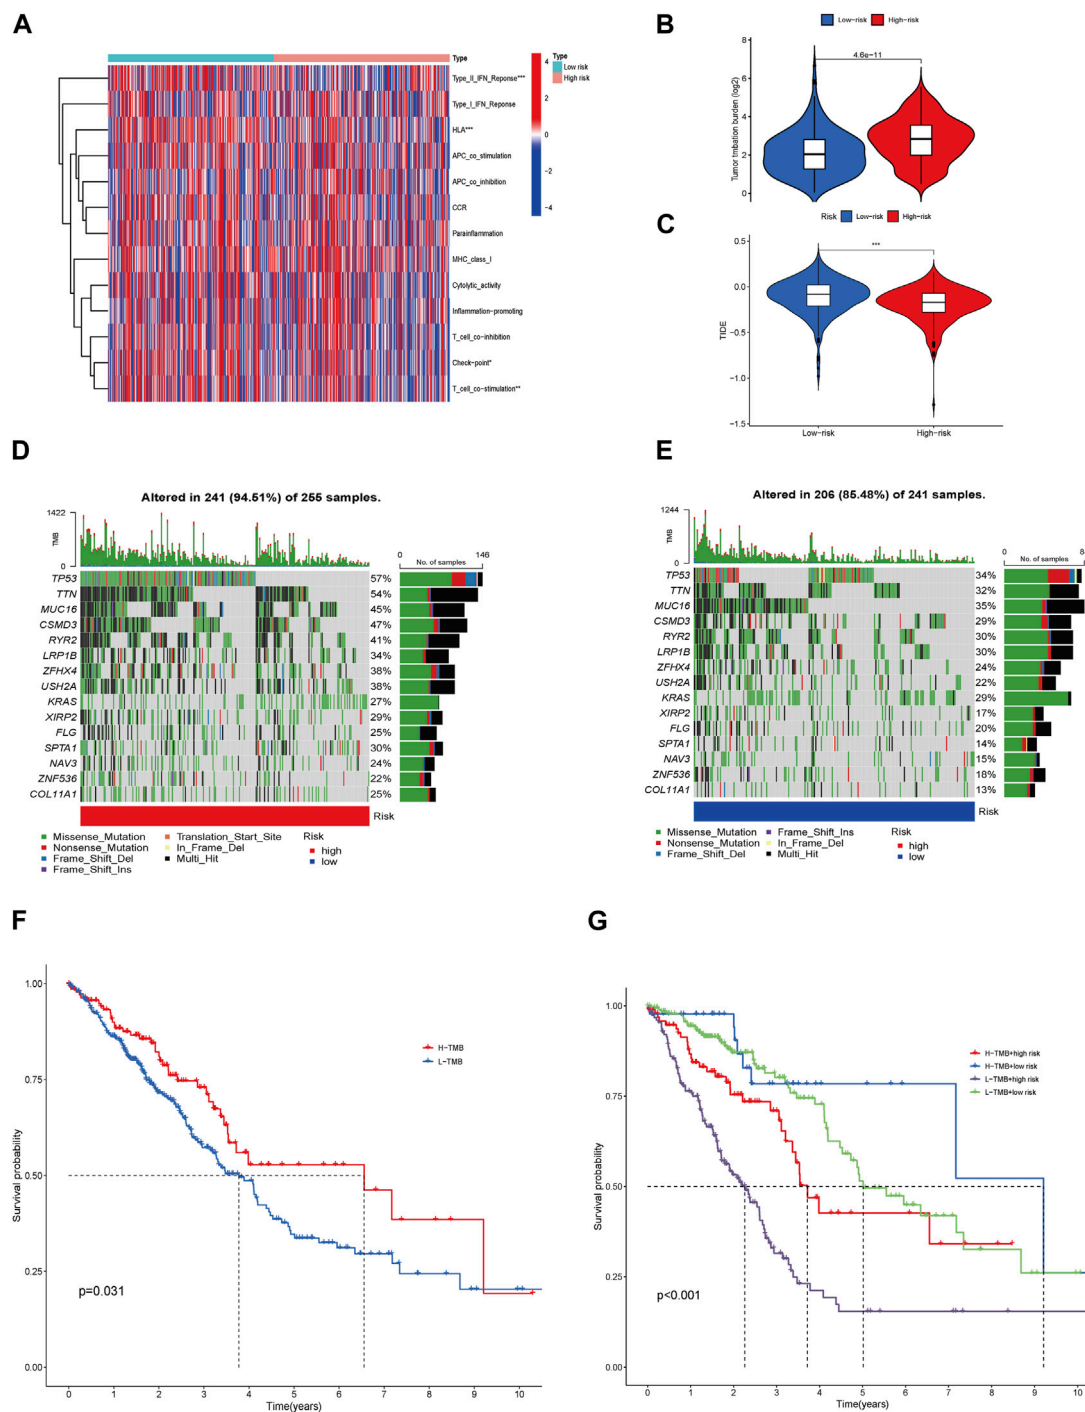 A
Type
Type_II_IFN_Reponse***
Type_I_IFN_Reponse
HLA***
APC_co_stimulation
APC_co_inhibition
CCR
Parainflammation
MHC_class_I
Cytolytic_activity
Inflammation-promoting
T_cell_co-inhibition
Check-point*
T_cell_co-stimulation**
4
2
0
-2
-4
Type
Low risk
High risk
B
Low-risk High-risk
4.6e-11
Tumor tmbation burden (log2)
8
6
4
2
0
C
Risk Low-risk High-risk
***
TIDE
0.5
0.0
-0.5
-1.0
-1.5
Low-risk High-risk
D
Altered in 241 (94.51%) of 255 samples.
1422
TMB
0
0 146
No. of samples
TP53 57%
TTN 54%
MUC16 45%
CSMD3 47%
RYR2 41%
LRP1B 34%
ZFHX4 38%
USH2A 38%
KRAS 27%
XIRP2 29%
FLG 25%
SPTA1 30%
NAV3 24%
ZNF536 22%
COL11A1 25%
Risk
Missense_Mutation
Nonsense_Mutation
Frame_Shift_Del
Frame_Shift_Ins
Translation_Start_Site
In_Frame_Del
Multi_Hit
Risk
high
low
E
Altered in 206 (85.48%) of 241 samples.
1244
TMB
0
0 8
No. of samples
TP53 34%
TTN 32%
MUC16 35%
CSMD3 29%
RYR2 30%
LRP1B 30%
ZFHX4 24%
USH2A 22%
KRAS 29%
XIRP2 17%
FLG 20%
SPTA1 14%
NAV3 15%
ZNF536 18%
COL11A1 13%
Risk
Missense_Mutation
Nonsense_Mutation
Frame_Shift_Del
Frame_Shift_Ins
In_Frame_Del
Multi_Hit
Risk
high
low
F
Survival probability
1.00
0.75
0.50
0.25
0.00
H-TMB
L-TMB
p=0.031
0 1 2 3 4 5 6 7 8 9 10
Time(years)
G
Survival probability
1.00
0.75
0.50
0.25
0.00
H-TMB+high risk
H-TMB+low risk
L-TMB+high risk
L-TMB+low risk
p<0.001
0 1 2 3 4 5 6 7 8 9 10
Time(years)